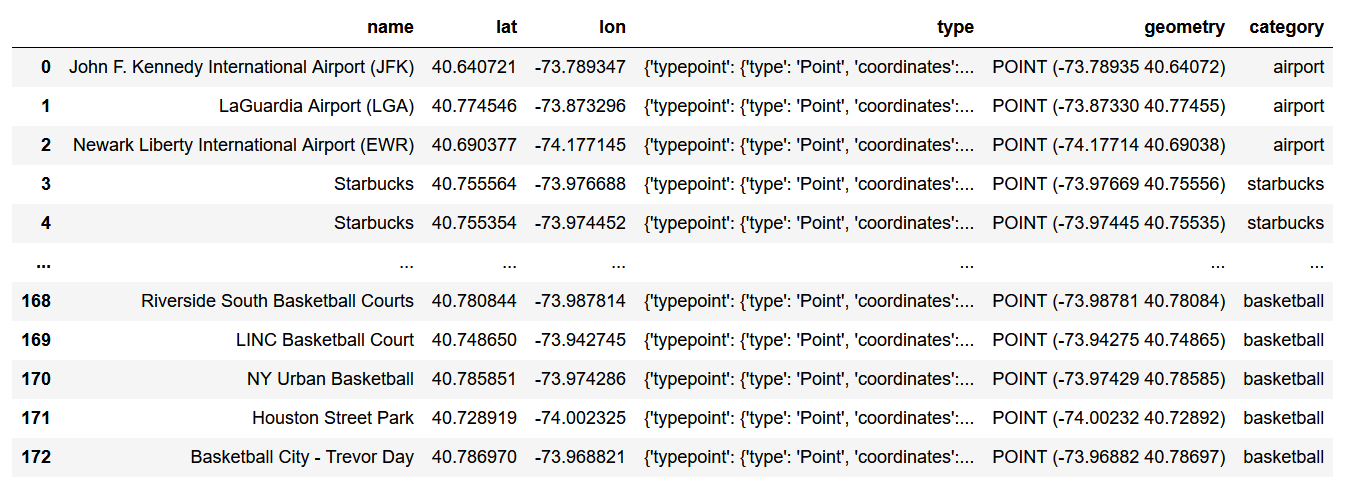 name lat lon type geometry category
0 John F. Kennedy International Airport (JFK) 40.640721 -73.789347 {'typepoint': {'type': 'Point', 'coordinates':... POINT (-73.78935 40.64072) airport
1 LaGuardia Airport (LGA) 40.774546 -73.873296 {'typepoint': {'type': 'Point', 'coordinates':... POINT (-73.87330 40.77455) airport
2 Newark Liberty International Airport (EWR) 40.690377 -74.177145 {'typepoint': {'type': 'Point', 'coordinates':... POINT (-74.17714 40.69038) airport
3 Starbucks 40.755564 -73.976688 {'typepoint': {'type': 'Point', 'coordinates':... POINT (-73.97669 40.75556) starbucks
4 Starbucks 40.755354 -73.974452 {'typepoint': {'type': 'Point', 'coordinates':... POINT (-73.97445 40.75535) starbucks
... ... ... ... ... ... ...
168 Riverside South Basketball Courts 40.780844 -73.987814 {'typepoint': {'type': 'Point', 'coordinates':... POINT (-73.98781 40.78084) basketball
169 LINC Basketball Court 40.748650 -73.942745 {'typepoint': {'type': 'Point', 'coordinates':... POINT (-73.94275 40.74865) basketball
170 NY Urban Basketball 40.785851 -73.974286 {'typepoint': {'type': 'Point', 'coordinates':... POINT (-73.97429 40.78585) basketball
171 Houston Street Park 40.728919 -74.002325 {'typepoint': {'type': 'Point', 'coordinates':... POINT (-74.00232 40.72892) basketball
172 Basketball City - Trevor Day 40.786970 -73.968821 {'typepoint': {'type': 'Point', 'coordinates':... POINT (-73.96882 40.78697) basketball